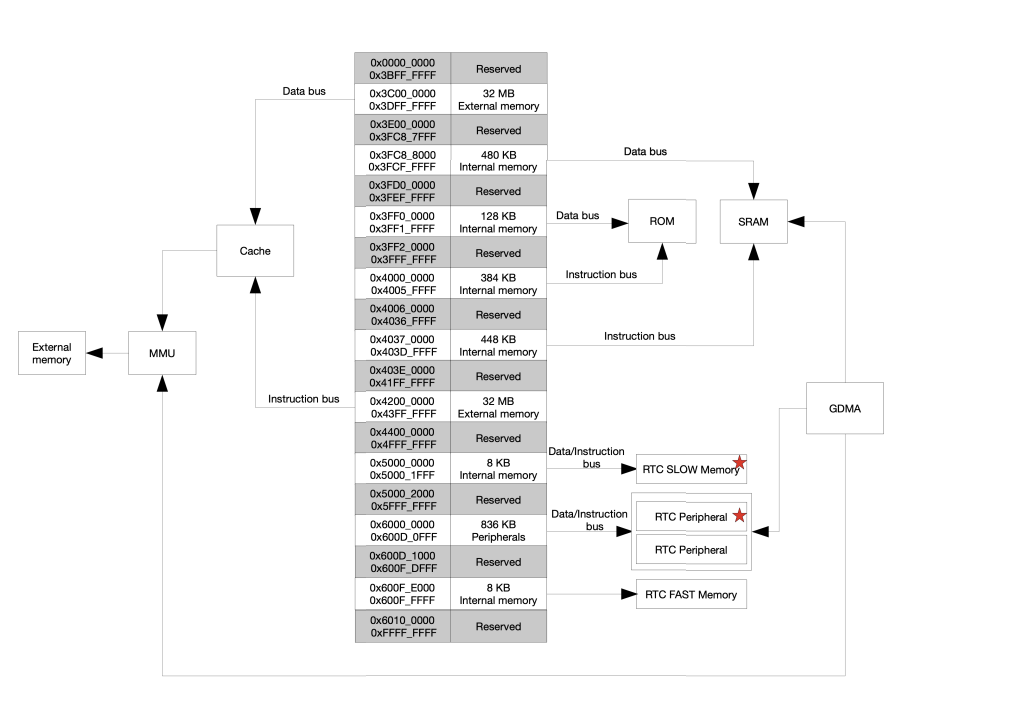 0x0000_0000
0x3BFF_FFFF
Reserved
Data bus
0x3C00_0000
0x3DFF_FFFF
32 MB
External memory
0x3E00_0000
0x3FC8_7FFF
Reserved
0x3FC8_8000
0x3FCF_FFFF
480 KB
Internal memory
Data bus
0x3FD0_0000
0x3FEF_FFFF
Reserved
0x3FF0_0000
0x3FF1_FFFF
128 KB
Internal memory
Data bus
ROM
SRAM
Cache
0x3FF2_0000
0x3FFF_FFFF
Reserved
0x4000_0000
0x4005_FFFF
384 KB
Internal memory
Instruction bus
0x4006_0000
0x4036_FFFF
Reserved
External
memory
MMU
0x4037_0000
0x403D_FFFF
448 KB
Internal memory
Instruction bus
0x403E_0000
0x41FF_FFFF
Reserved
Instruction bus
0x4200_0000
0x43FF_FFFF
32 MB
External memory
GDMA
0x4400_0000
0x4FFF_FFFF
Reserved
0x5000_0000
0x5000_1FFF
8 KB
Internal memory
Data/Instruction
bus
RTC SLOW Memory
0x5000_2000
0x5FFF_FFFF
Reserved
0x6000_0000
0x600D_0FFF
836 KB
Peripherals
Data/Instruction
bus
RTC Peripheral
RTC Peripheral
0x600D_1000
0x600F_DFFF
Reserved
0x600F_E000
0x600F_FFFF
8 KB
Internal memory
RTC FAST Memory
0x6010_0000
0xFFFF_FFFF
Reserved